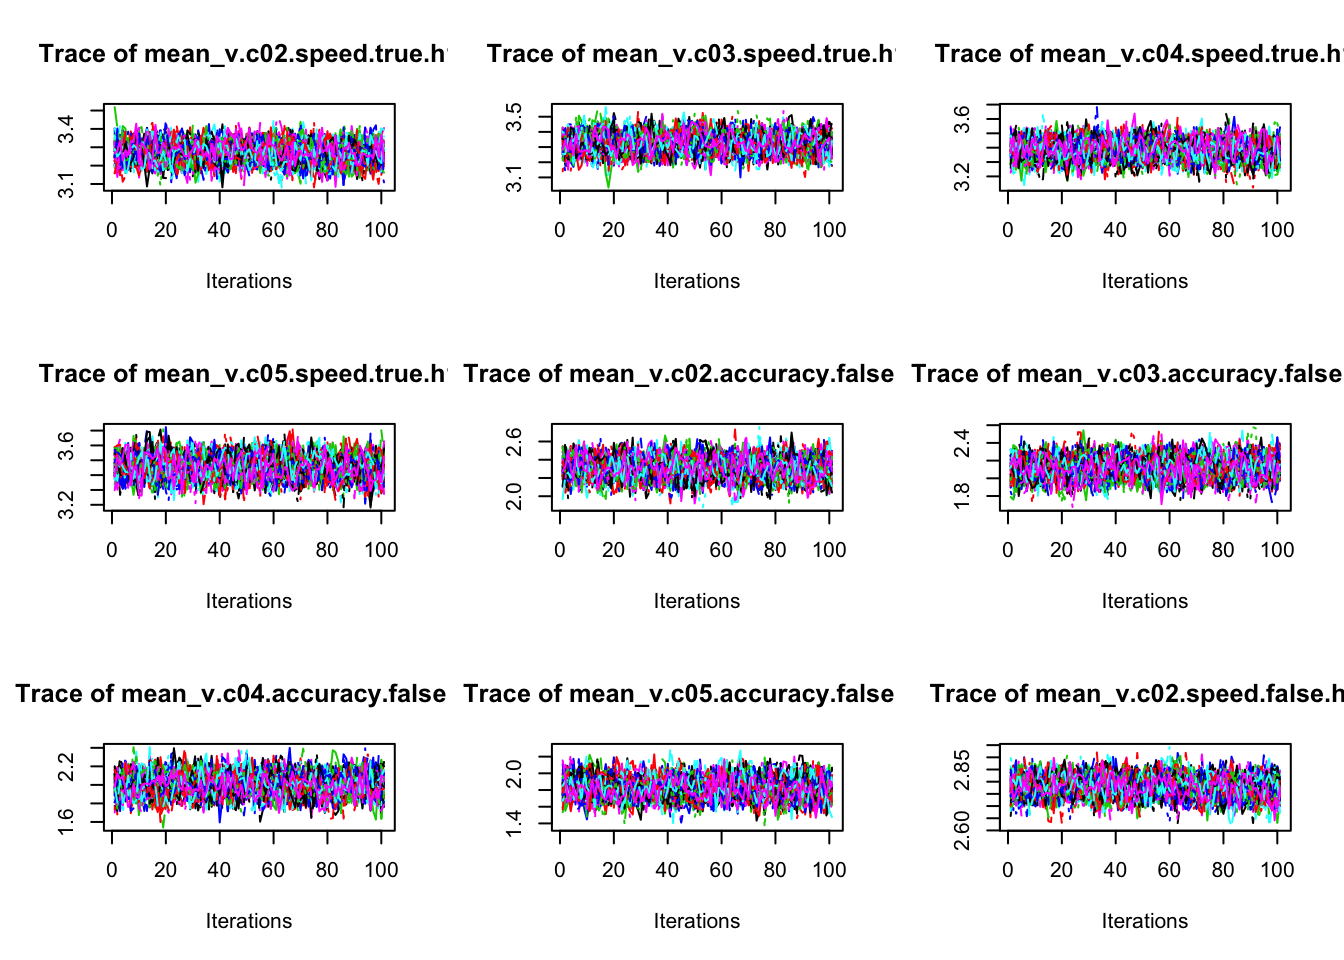 Trace of mean_v.c02.speed.true.h
Trace of mean_v.c03.speed.true.h
Trace of mean_v.c04.speed.true.h
3.1 3.4
3.1 3.5
3.2 3.6
0 20 40 60 80 100
0 20 40 60 80 100
0 20 40 60 80 100
Iterations
Iterations
Iterations
Trace of mean_v.c05.speed.true.h
Trace of mean_v.c02.accuracy.false
Trace of mean_v.c03.accuracy.false
3.2 3.6
2.0 2.6
1.8 2.4
0 20 40 60 80 100
0 20 40 60 80 100
0 20 40 60 80 100
Iterations
Iterations
Iterations
Trace of mean_v.c04.accuracy.false
Trace of mean_v.c05.accuracy.false
Trace of mean_v.c02.speed.false.h
1.6 2.2
1.4 2.0
2.60 2.85
0 20 40 60 80 100
0 20 40 60 80 100
0 20 40 60 80 100
Iterations
Iterations
Iterations